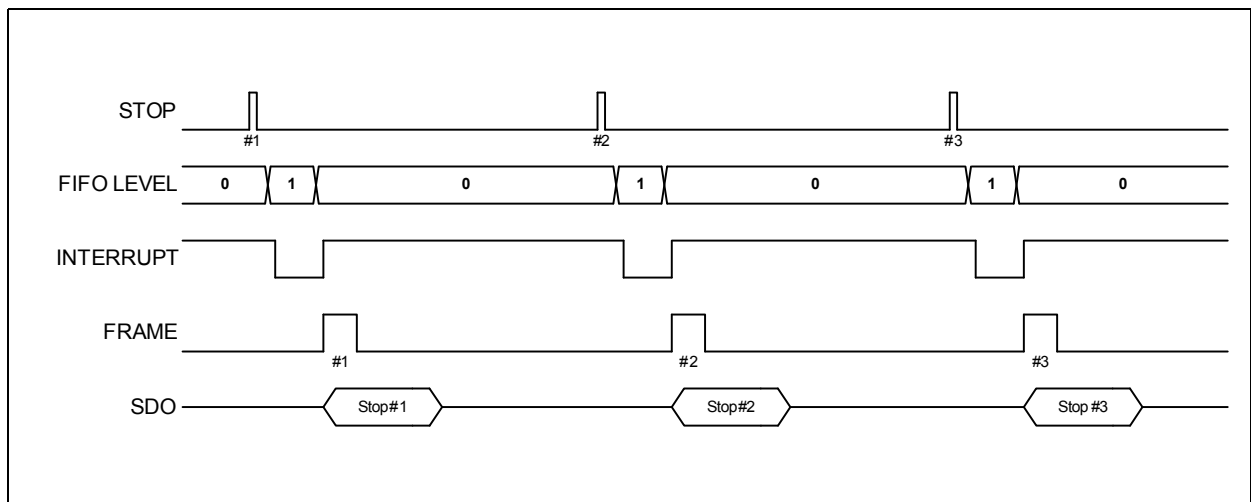 STOP
#1
#2
#3
FIFO LEVEL
0
1
0
1
0
1
0
INTERRUPT
FRAME
#1
#2
#3
SDO
Stop#1
Stop#2
Stop #3